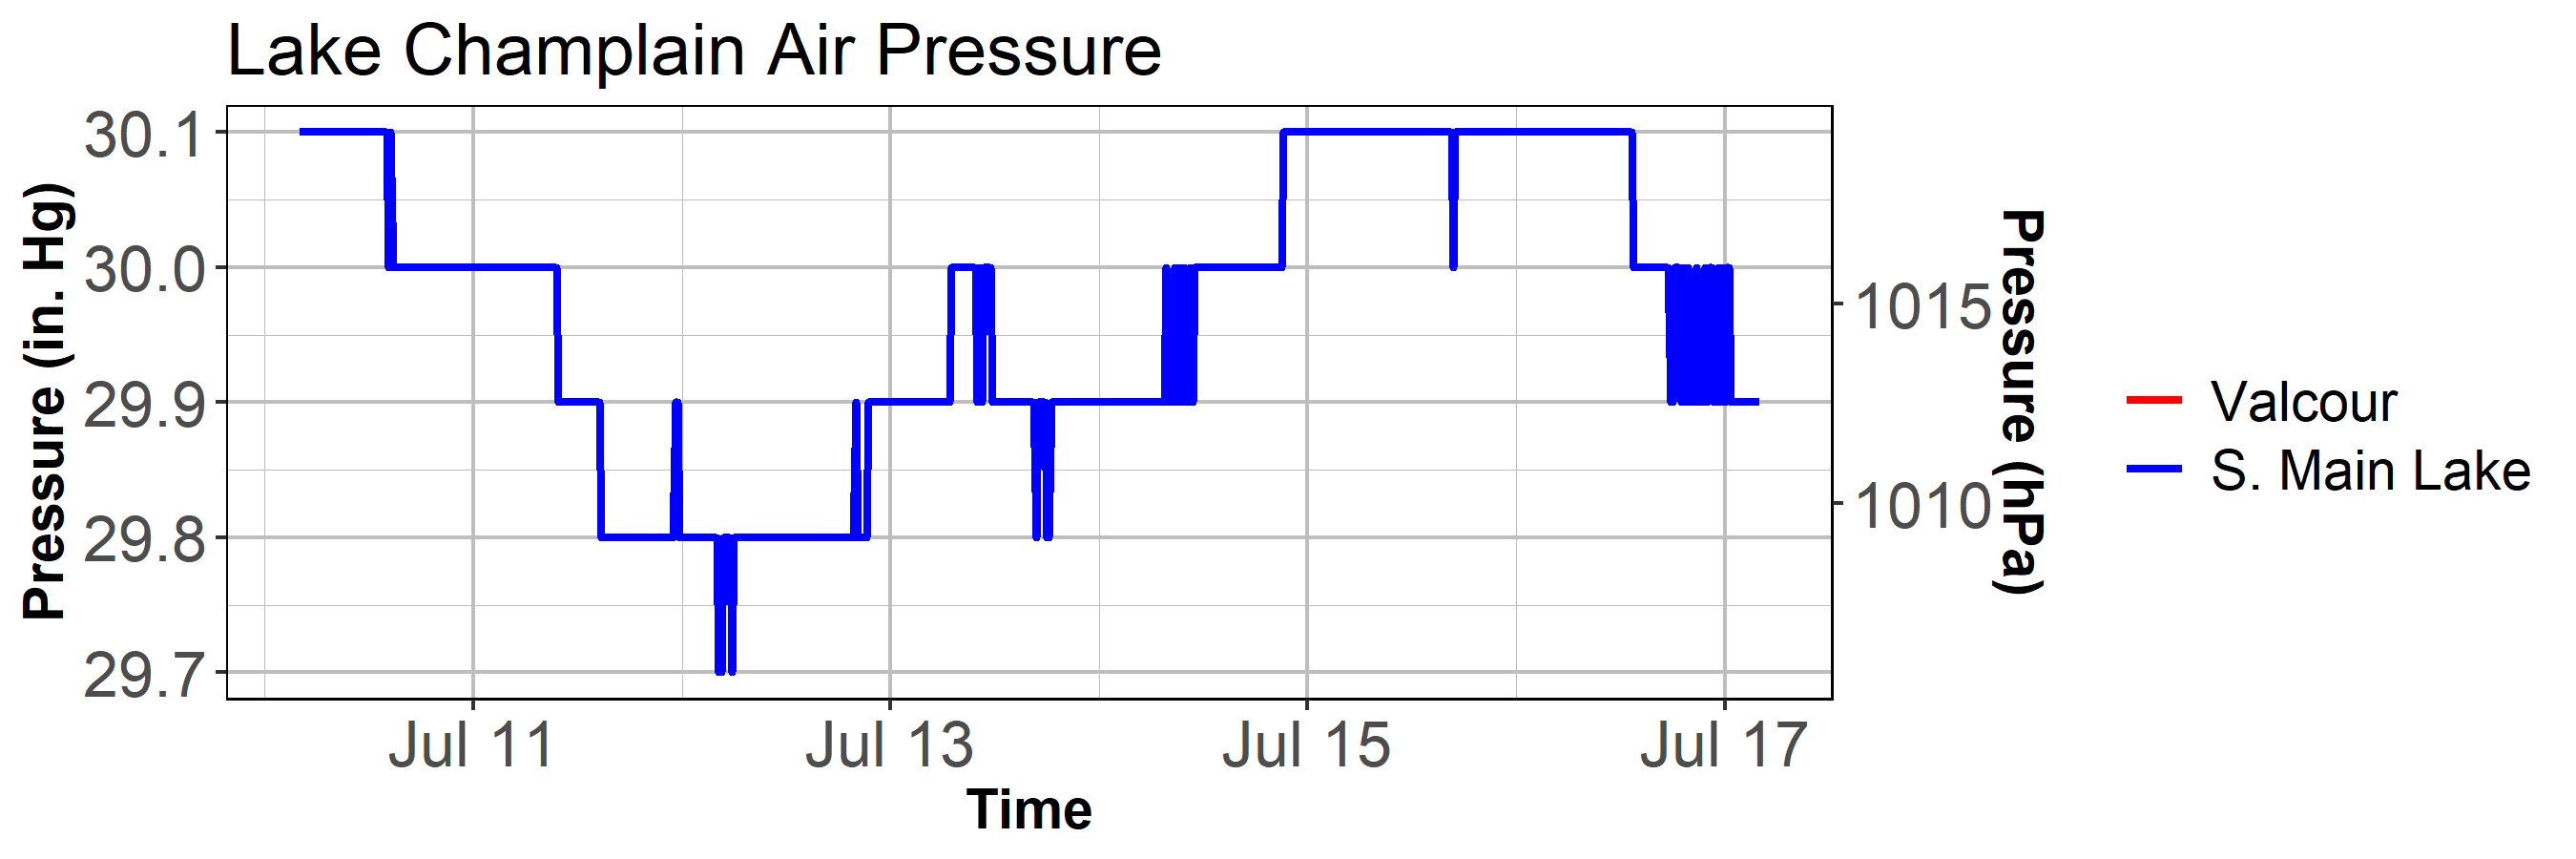 Lake Champlain Air Pressure
30.1
30.0
29.9
29.8
29.7
Pressure (in. Hg)
1015
1010
Pressure (hPa)
Jul 11
Jul 13
Jul 15
Jul 17
Time
Valcour
S. Main Lake